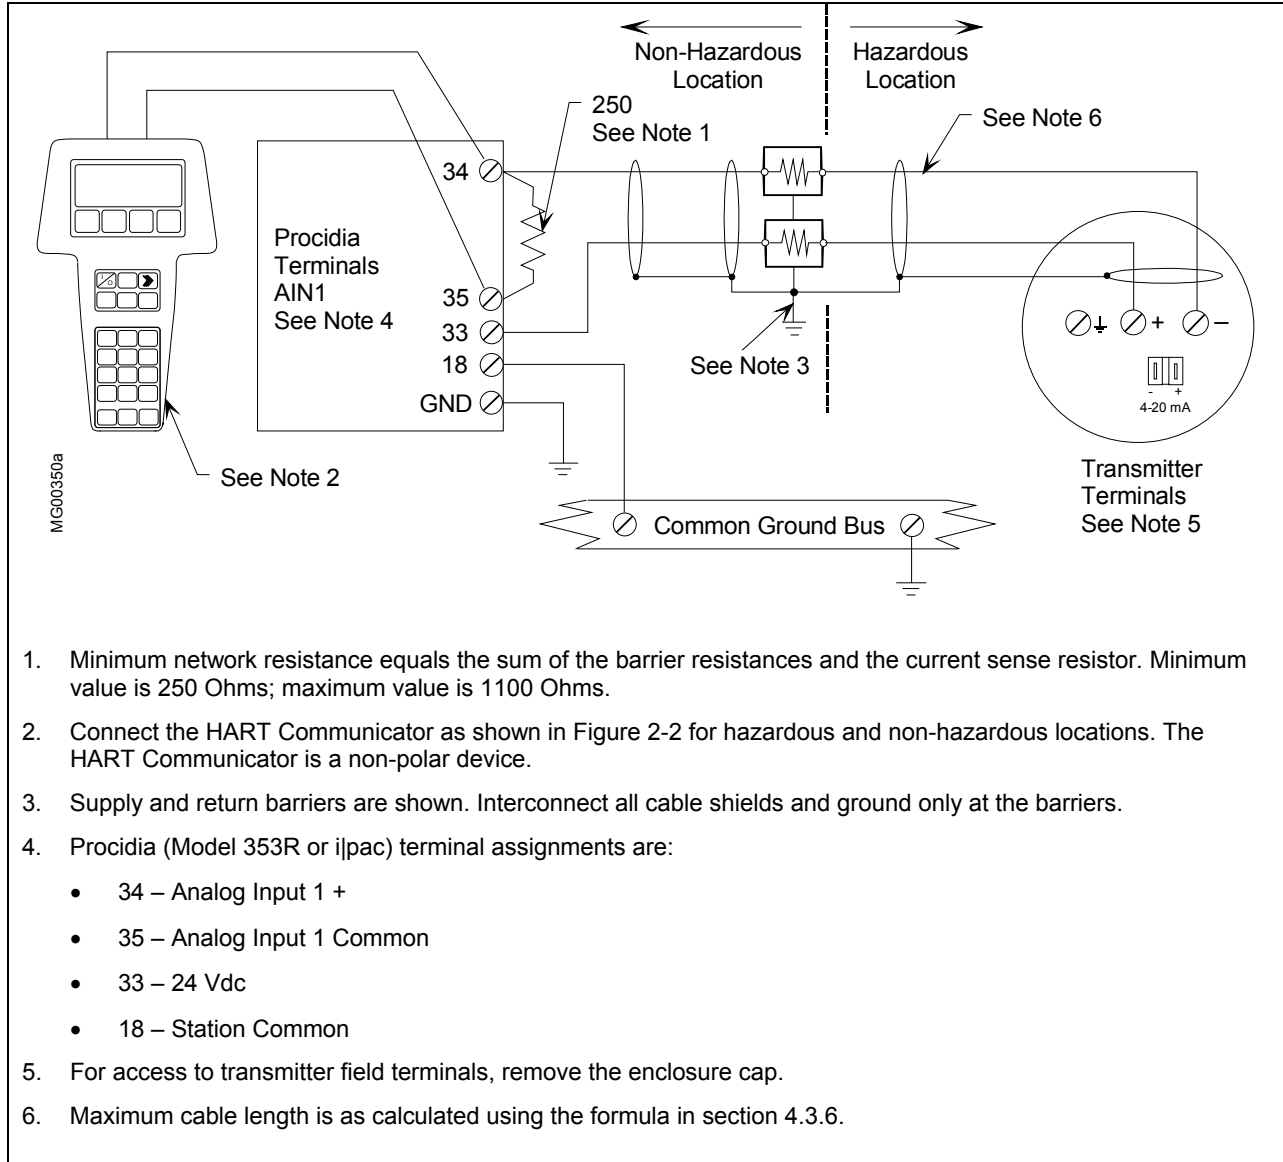 Non-Hazardous
Location
Hazardous
Location
250
See Note 1
See Note 6
34
Procidia
Terminals
AIN1
See Note 4
35
33
18
GND
See Note 3
+
–
- +
4-20 mA
See Note 2
Transmitter
Terminals
See Note 5
Common Ground Bus
MG00350a
1. Minimum network resistance equals the sum of the barrier resistances and the current sense resistor. Minimum
value is 250 Ohms; maximum value is 1100 Ohms.
2. Connect the HART Communicator as shown in Figure 2-2 for hazardous and non-hazardous locations. The
HART Communicator is a non-polar device.
3. Supply and return barriers are shown. Interconnect all cable shields and ground only at the barriers.
4. Procidia (Model 353R or i|pac) terminal assignments are:
• 34 – Analog Input 1 +
• 35 – Analog Input 1 Common
• 33 – 24 Vdc
• 18 – Station Common
5. For access to transmitter field terminals, remove the enclosure cap.
6. Maximum cable length is as calculated using the formula in section 4.3.6.